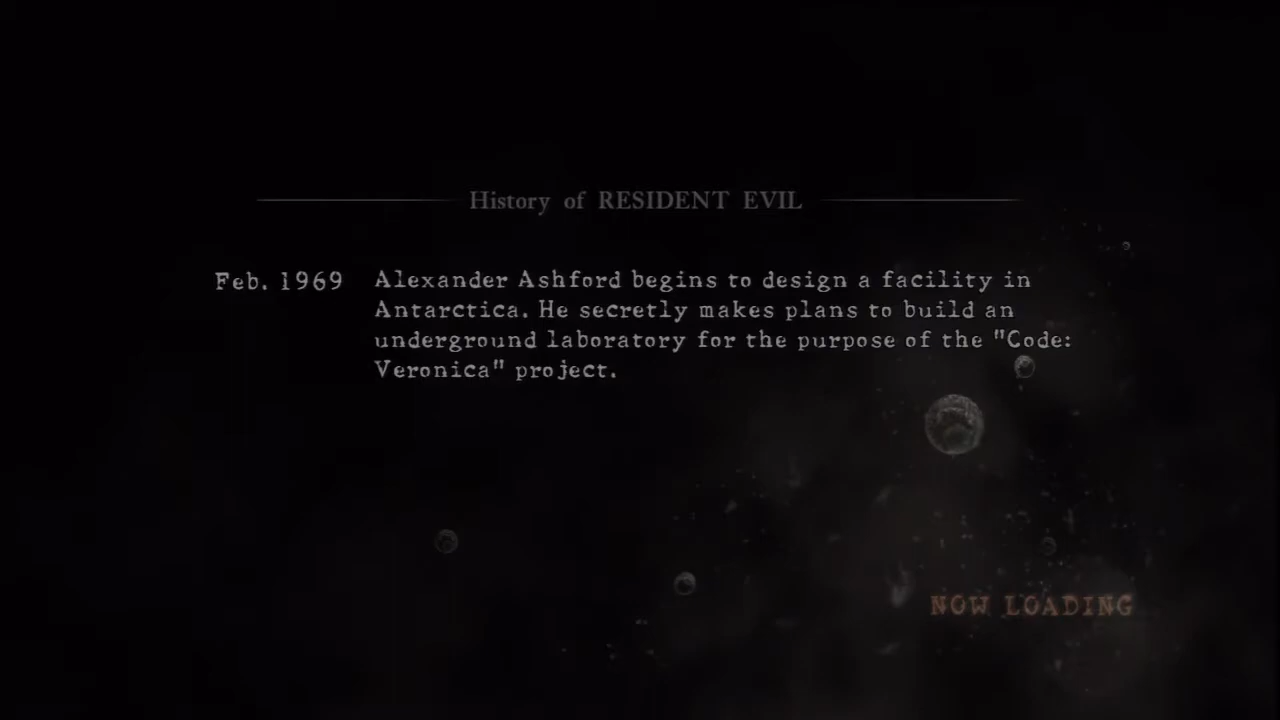 History of RESIDENT EVIL
Feb. 1969 Alexander Ashford begins to design a facility in
Antarctica. He secretly makes plans to build an
underground laboratory for the purpose of the "Code:
Veronica" project.
NOW LOADING